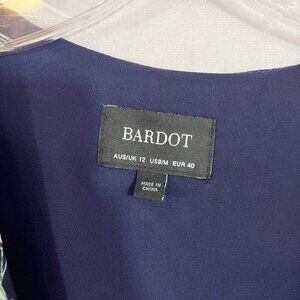 BARDOT
AUS/UK 12 US8/M EUR 40
MADE IN
CHINA